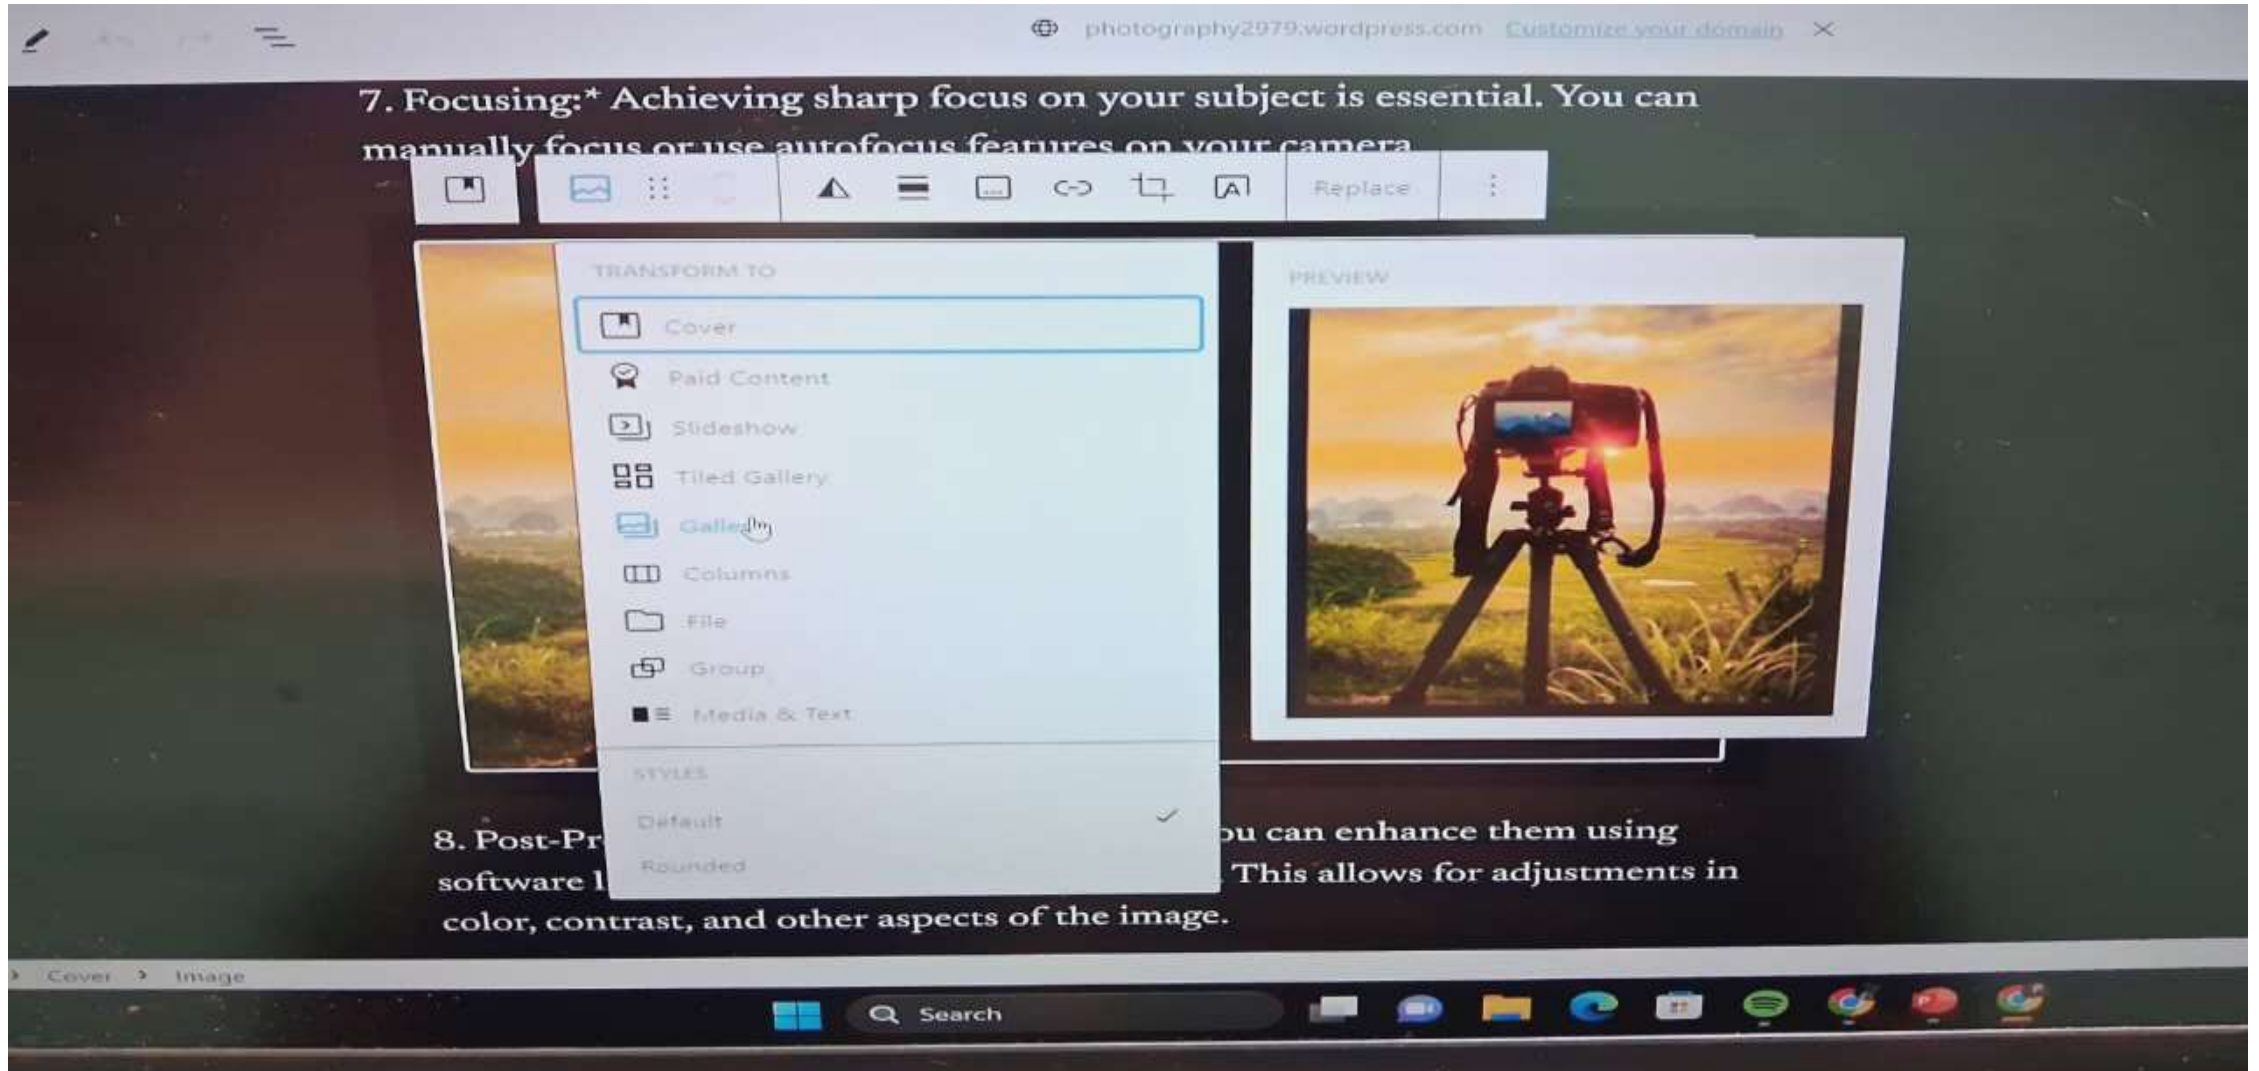 photography2979.wordpress.com Customize your domain
7. Focusing:* Achieving sharp focus on your subject is essential. You can
manually focus or use autofocus features on your camera
A Replace
TRANSFORM TO
Cover
Paid Content
Slideshow
Tiled Gallery
Galle
Columns
File
Group
Media & Text
STYLES
Default
Rounded
PREVIEW
8. Post-Pr ou can enhance them using
software l . This allows for adjustments in
color, contrast, and other aspects of the image.
Cover > Image
Search